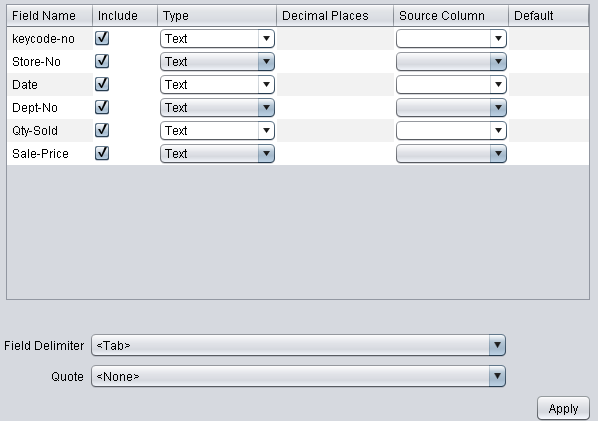 Field Name Include Type Decimal Places Source Column Default
keycode-no Text
Store-No Text
Date Text
Dept-No Text
Qty-Sold Text
Sale-Price Text
Field Delimiter <Tab>
Quote <None>
Apply